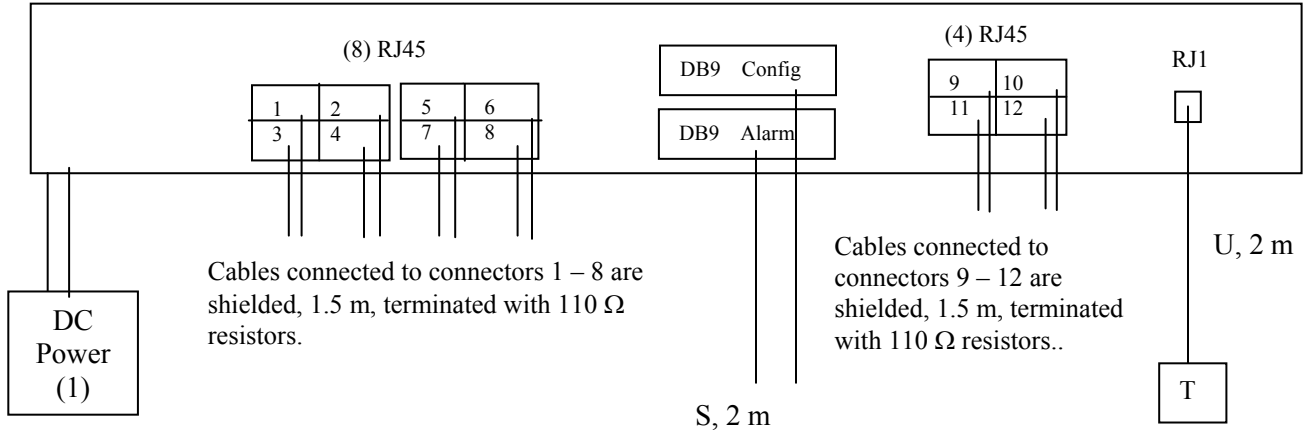 (8) RJ45
1 2
3 4
5 6
7 8
DB9 Config
DB9 Alarm
(4) RJ45
9 10
11 12
RJ1
DC
Power
(1)
Cables connected to connectors 1 – 8 are
shielded, 1.5 m, terminated with 110 Ω
resistors.
S, 2 m
Cables connected to
connectors 9 – 12 are
shielded, 1.5 m, terminated
with 110 Ω resistors..
U, 2 m
T